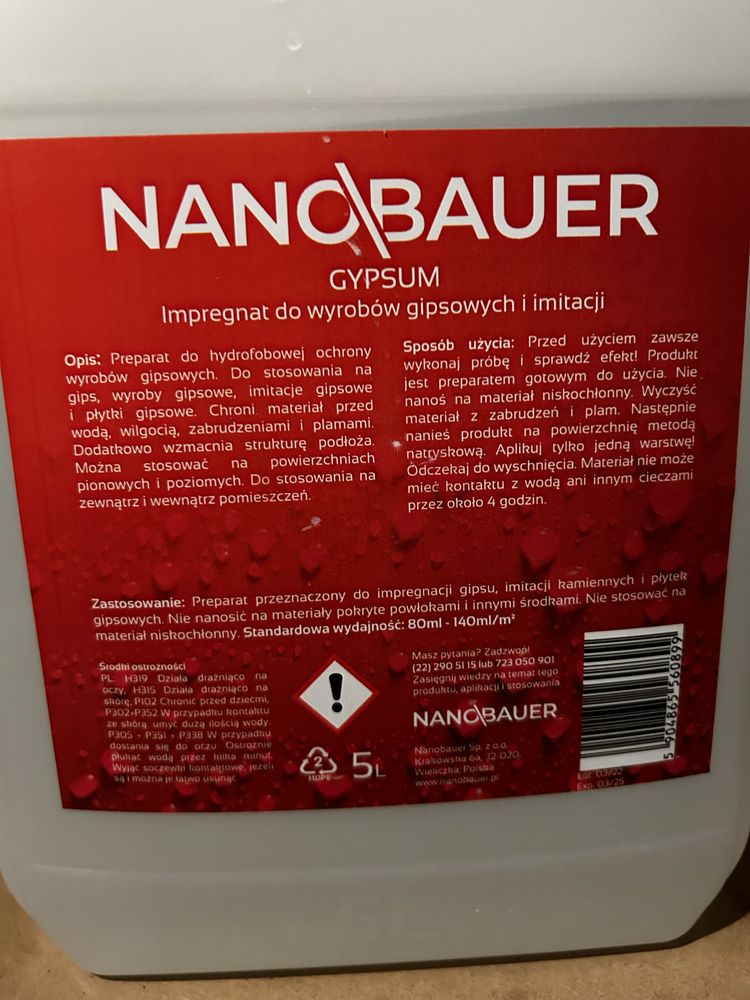 NANOBAUER
GYPSUM
Impregnat do wyrobów gipsowych i imitacji
Opis: Preparat do hydrofobowej ochrony
wyrobów gipsowych. Do stosowania na
gips, wyroby gipsowe, imitacje gipsowe
i płytki gipsowe. Chroni materiał przed
wodą, wilgocią, zabrudzeniami i plamami.
Dodatkowo wzmacnia strukturę podłoża.
Można stosować na powierzchniach
pionowych i poziomych. Do stosowania na
zewnątrz i wewnątrz pomieszczeń.
Sposób użycia: Przed użyciem zawsze
wykonaj próbę i sprawdź efekt! Produkt
jest preparatem gotowym do użycia. Nie
nanoś na materiał niskochłonny. Wyczyść
materiał z zabrudzeń i plam. Następnie
nanieś produkt na powierzchnię metodą
natryskową. Aplikuj tylko jedną warstwę!
Odczekaj do wyschnięcia. Materiał nie może
mieć kontaktu z wodą ani innym cieczami
przez około 4 godzin.
Zastosowanie: Preparat przeznaczony do impregnacji gipsu, imitacji kamiennych i płytek
gipsowych. Nie nanosić na materiały pokryte powłokami i innymi środkami. Nie stosować na
materiał niskochłonny. Standardowa wydajność: 80ml - 140ml/m²
Środki ostrożności
PL: H319 Działa drażniąco na
oczy, H315 Działa drażniąco na
skórę, P102 Chronić przed dziećmi,
P302+P352 W przypadku kontaktu
ze skórą: umyć dużą ilością wody.
P305 + P351 + P338 W przypadku
dostania się do oczu: Ostrożnie
płukać wodą przez kilka minut.
Wyjąć soczewki kontaktowe, jeżeli
są i można je łatwo usunąć.
2
HDPE
5L
Masz pytania? Zadzwoń!
(22) 290 51 15 lub 723 050 901
Zasięgnij wiedzy na temat tego
produktu, aplikacji i stosowania
NANOBAUER
Nanobauer Sp. z o.o.
Krakowska 6a, 32-020,
Wieliczka, Polska
www.nanobauer.pl
5 904865 560899
Lot: 03/22
Exp. 03/25